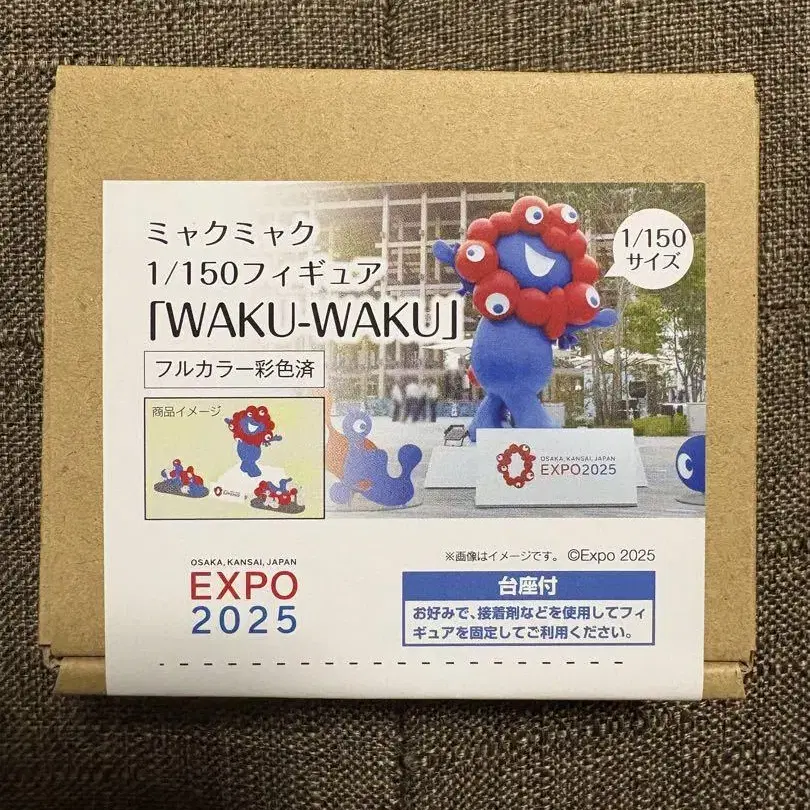 ミャクミャク
1/150フィギュア
「WAKU-WAKU」
フルカラー彩色済
1/150
サイズ
商品イメージ
OSAKA, KANSAI, JAPAN
EXPO2025
※画像はイメージです。 ©Expo 2025
OSAKA, KANSAI, JAPAN
EXPO
2025
台座付
お好みで、接着剤などを使用してフィ
ギュアを固定してご利用ください。